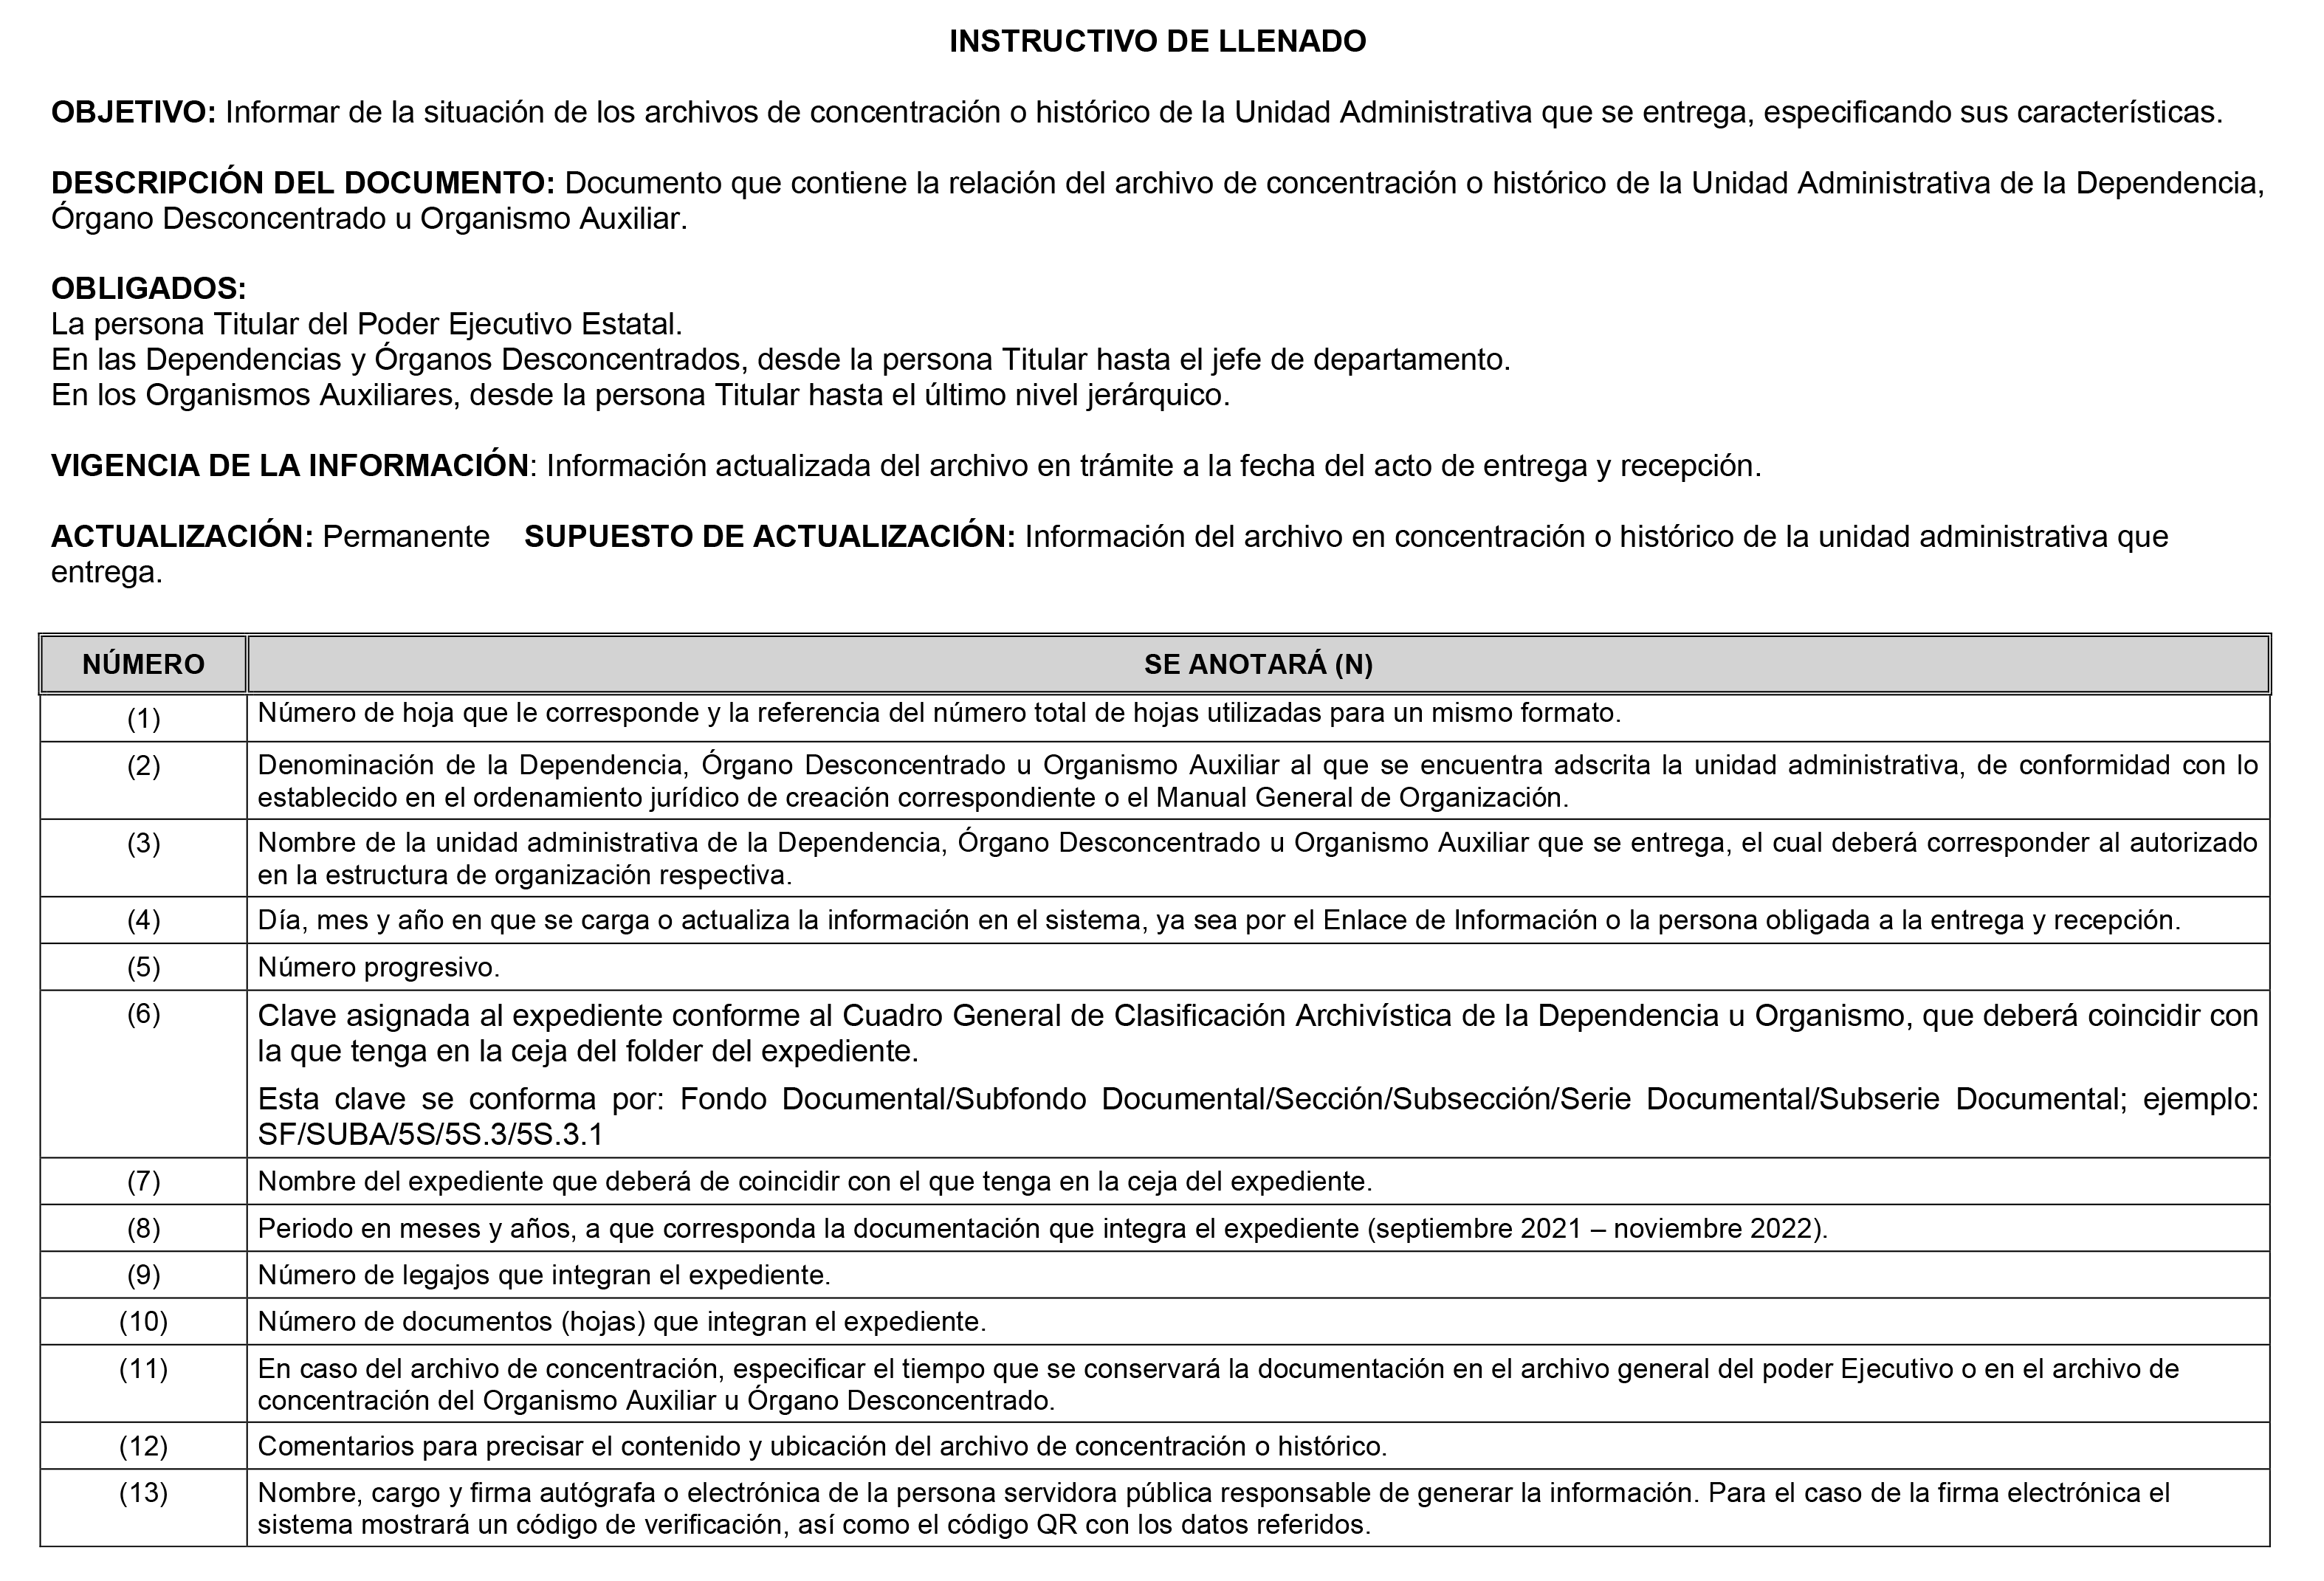 INSTRUCTIVO DE LLENADO
OBJETIVO: Informar de la situación de los archivos de concentración o histórico de la Unidad Administrativa que se entrega, especificando sus características.
DESCRIPCIÓN DEL DOCUMENTO: Documento que contiene la relación del archivo de concentración o histórico de la Unidad Administrativa de la Dependencia,
Órgano Desconcentrado u Organismo Auxiliar.
OBLIGADOS:
La persona Titular del Poder Ejecutivo Estatal.
En las Dependencias y Órganos Desconcentrados, desde la persona Titular hasta el jefe de departamento.
En los Organismos Auxiliares, desde la persona Titular hasta el último nivel jerárquico.
VIGENCIA DE LA INFORMACIÓN: Información actualizada del archivo en trámite a la fecha del acto de entrega y recepción.
ACTUALIZACIÓN: Permanente SUPUESTO DE ACTUALIZACIÓN: Información del archivo en concentración o histórico de la unidad administrativa que
entrega.
NÚMERO SE ANOTARÁ (N)
(1) Número de hoja que le corresponde y la referencia del número total de hojas utilizadas para un mismo formato.
(2) Denominación de la Dependencia, Órgano Desconcentrado u Organismo Auxiliar al que se encuentra adscrita la unidad administrativa, de conformidad con lo
establecido en el ordenamiento jurídico de creación correspondiente o el Manual General de Organización.
(3) Nombre de la unidad administrativa de la Dependencia, Órgano Desconcentrado u Organismo Auxiliar que se entrega, el cual deberá corresponder al autorizado
en la estructura de organización respectiva.
(4) Día, mes y año en que se carga o actualiza la información en el sistema, ya sea por el Enlace de Información o la persona obligada a la entrega y recepción.
(5) Número progresivo.
(6) Clave asignada al expediente conforme al Cuadro General de Clasificación Archivística de la Dependencia u Organismo, que deberá coincidir con
la que tenga en la ceja del folder del expediente.
Esta clave se conforma por: Fondo Documental/Subfondo Documental/Sección/Subsección/Serie Documental/Subserie Documental; ejemplo:
SF/SUBA/5S/5S.3/5S.3.1
(7) Nombre del expediente que deberá de coincidir con el que tenga en la ceja del expediente.
(8) Periodo en meses y años, a que corresponda la documentación que integra el expediente (septiembre 2021 – noviembre 2022).
(9) Número de legajos que integran el expediente.
(10) Número de documentos (hojas) que integran el expediente.
(11) En caso del archivo de concentración, especificar el tiempo que se conservará la documentación en el archivo general del poder Ejecutivo o en el archivo de
concentración del Organismo Auxiliar u Órgano Desconcentrado.
(12) Comentarios para precisar el contenido y ubicación del archivo de concentración o histórico.
(13) Nombre, cargo y firma autógrafa o electrónica de la persona servidora pública responsable de generar la información. Para el caso de la firma electrónica el
sistema mostrará un código de verificación, así como el código QR con los datos referidos.